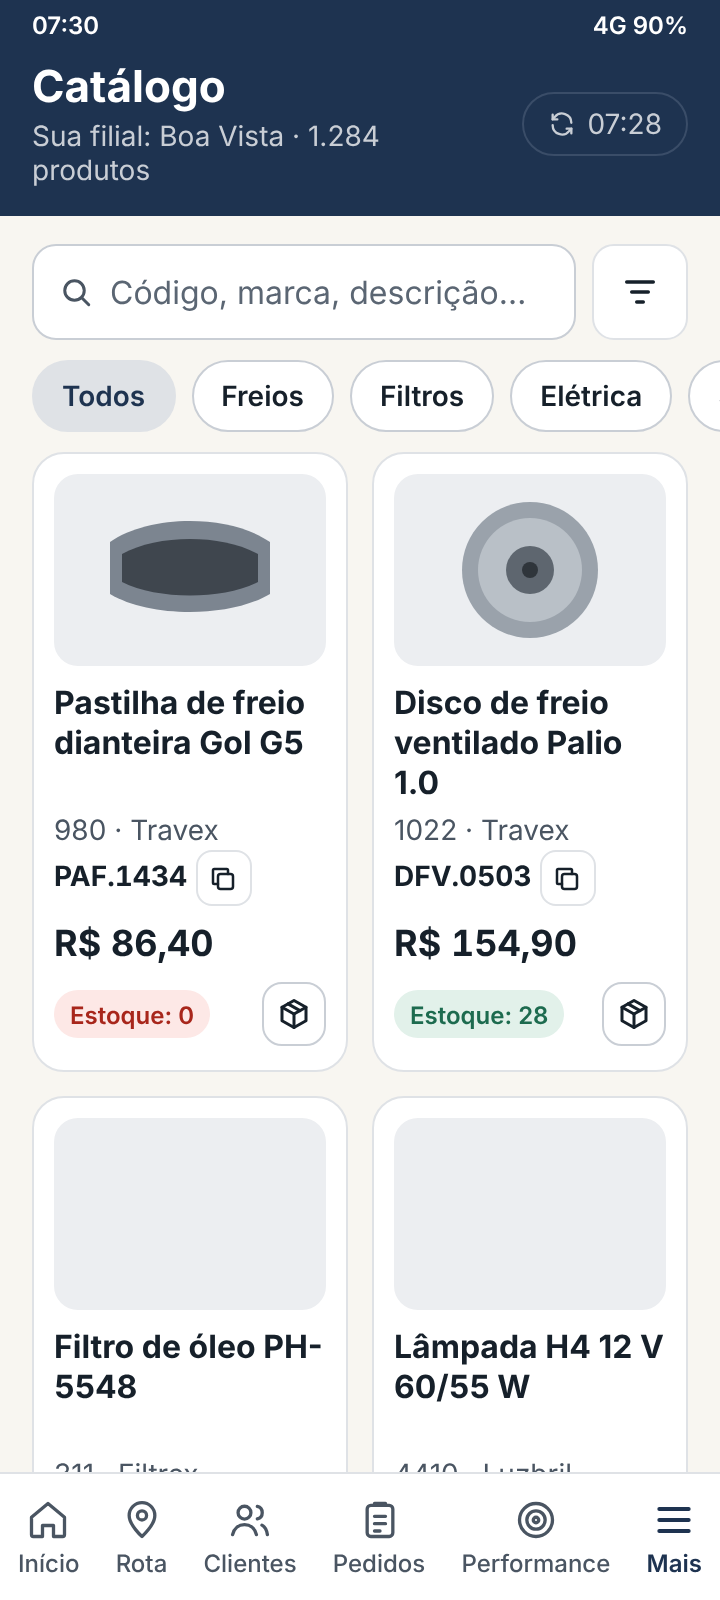 07:30
4G 90%
Catálogo
Sua filial: Boa Vista · 1.284
produtos
07:28
Código, marca, descrição...
Todos
Freios
Filtros
Elétrica
Pastilha de freio
dianteira Gol G5
980 · Travex
PAF.1434
R$ 86,40
Estoque: 0
Disco de freio
ventilado Palio
1.0
1022 · Travex
DFV.0503
R$ 154,90
Estoque: 28
Filtro de óleo PH-
5548
Lâmpada H4 12 V
60/55 W
Início
Rota
Clientes
Pedidos
Performance
Mais